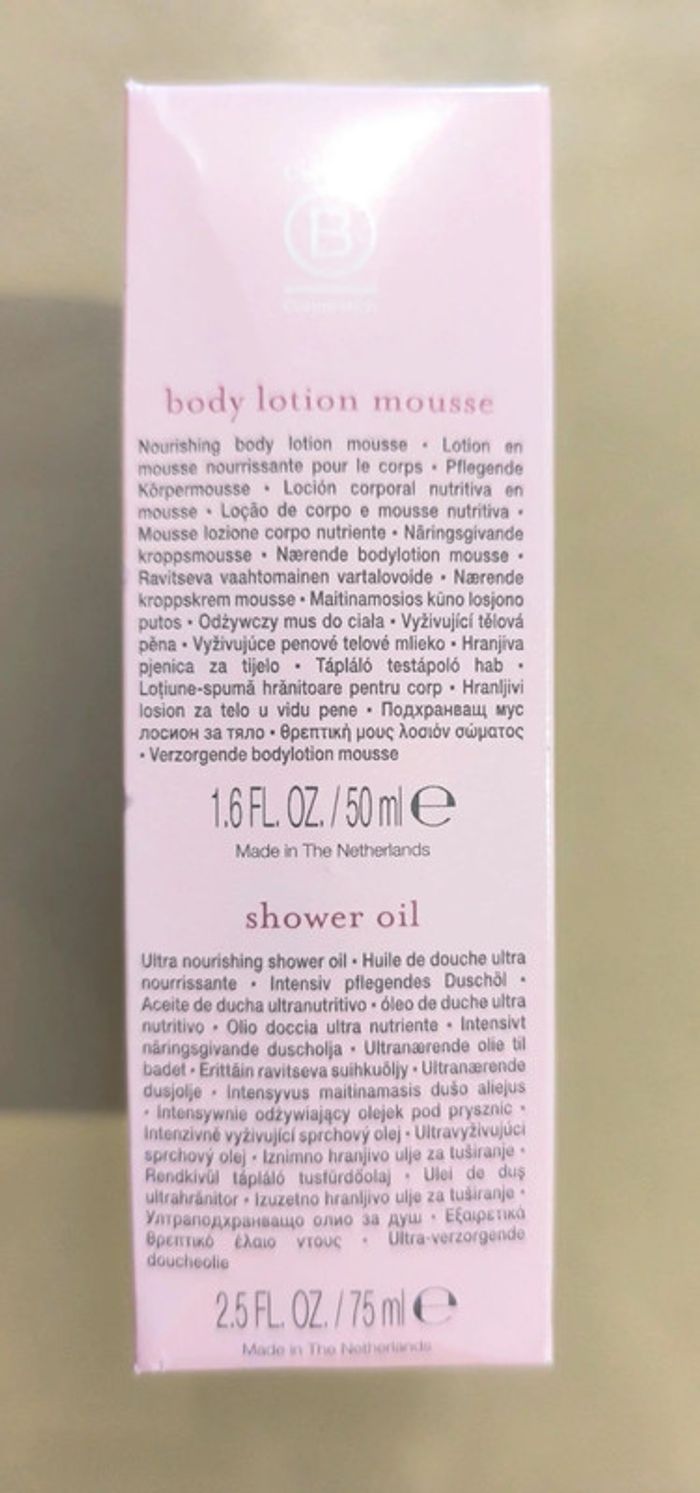 B
body lotion mousse
Nourishing body lotion mousse • Lotion en
mousse nourrissante pour le corps • Pflegende
Körpermousse • Loción corporal nutritiva en
mousse • Loção de corpo e mousse nutritiva •
Mousse lozione corpo nutriente • Näringsgivande
kroppsmousse • Nærende bodylotion mousse •
Ravitseva vaahtomainen vartalovoide • Nærende
kroppskrem mousse • Maitinamosios kūno losjono
putos • Odżywczy mus do ciała • Vyživující tělová
pěna • Vyživujúce penové telové mlieko • Hranjiva
pjenica za tijelo • Tápláló testápoló hab •
Loțiune-spumă hrănitoare pentru corp • Hranljivi
losion za telo u vidu pene • Подхранващ мус
лосион за тяло • Θρεπτική μους λοσιόν σώματος
• Verzorgende bodylotion mousse
1.6 FL. OZ. / 50 ml e
Made in The Netherlands
shower oil
Ultra nourishing shower oil • Huile de douche ultra
nourrissante • Intensiv pflegendes Duschöl •
Aceite de ducha ultranutritivo • óleo de duche ultra
nutritivo • Olio doccia ultra nutriente • Intensivt
näringsgivande duscholja • Ultranærende olie til
badet • Erittäin ravitseva suihkuöljy • Ultranærende
dusjolje • Intensyvus maitinamasis dušo aliejus
• Intensywnie odżywiający olejek pod prysznic •
Intenzivně vyživující sprchový olej • Ultravyživujúci
sprchový olej • Iznimno hranjivo ulje za tuširanje •
Rendkívül tápláló tusfürdőolaj • Ulei de duș
ultrahrănitor • Izuzetno hranljivo ulje za tuširanje •
Ултраподхранващо олио за душ • Εξαιρετικά
θρεπτικό έλαιο ντους • Ultra-verzorgende
doucheolie
2.5 FL. OZ. / 75 ml e
Made in The Netherlands